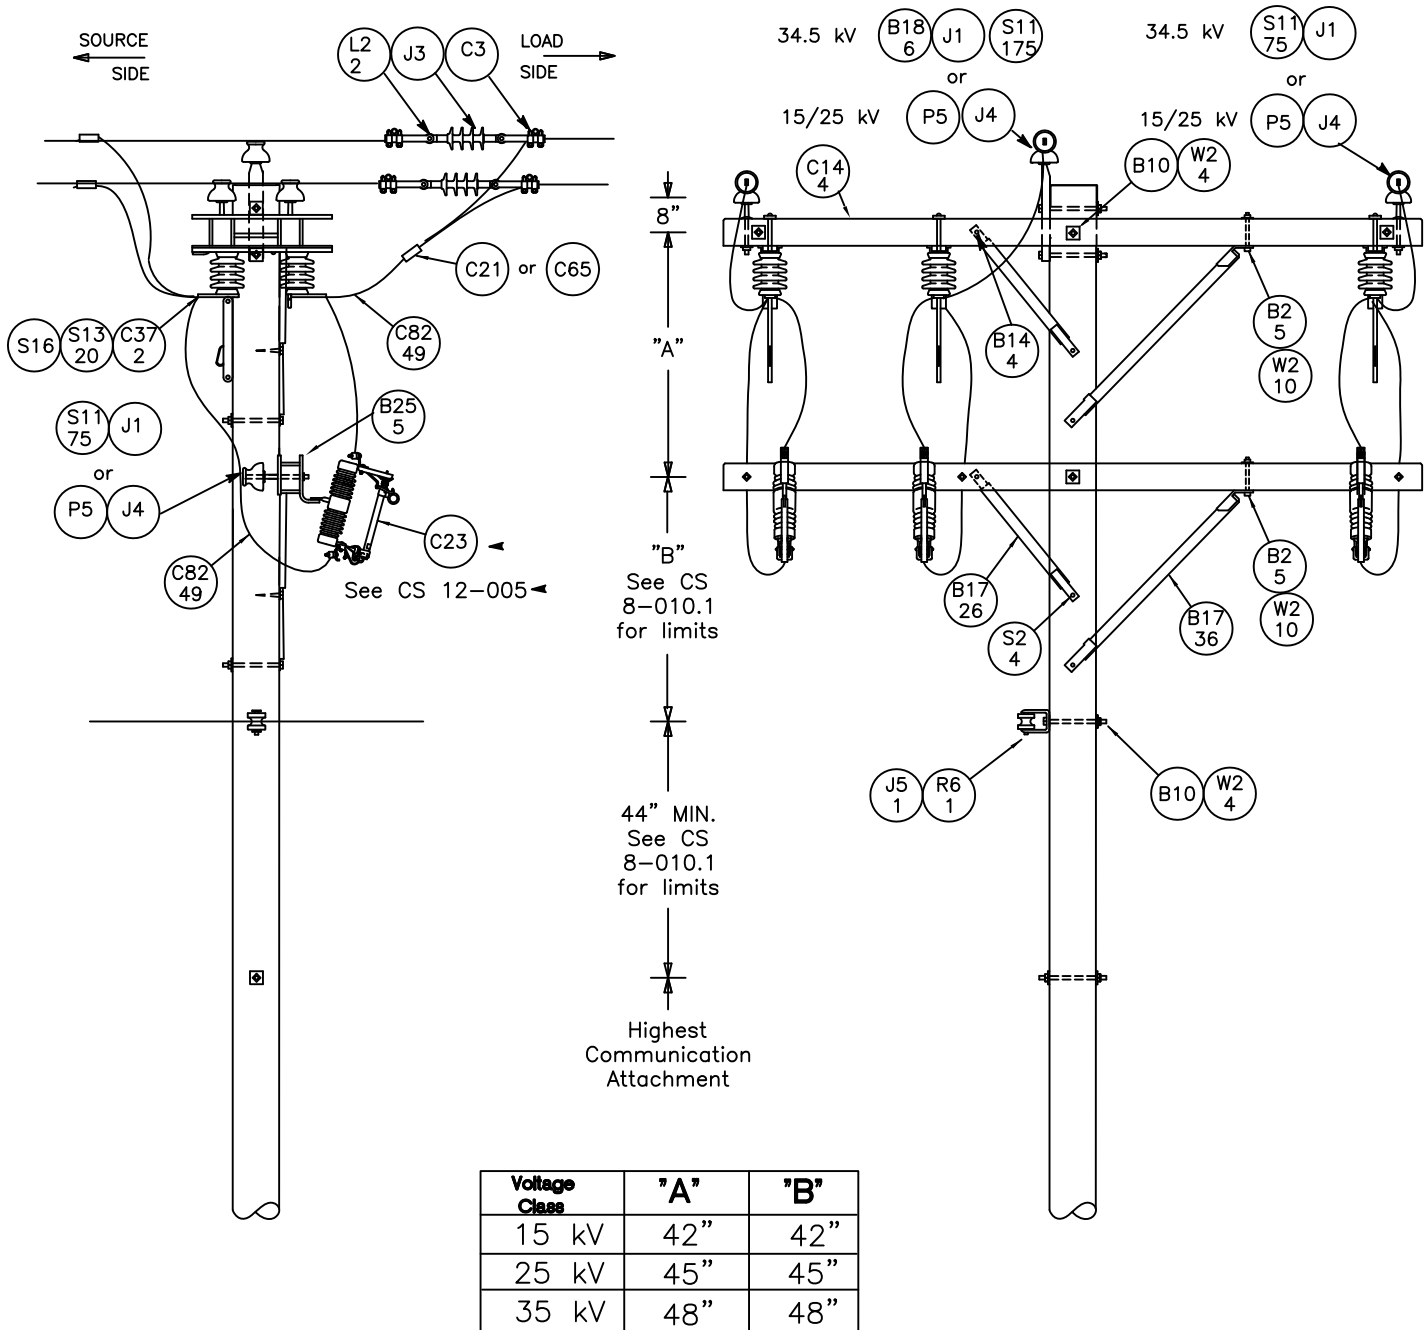 SOURCE
SIDE
L2
2
J3
C3
LOAD
SIDE
34.5 kV
B18
6
J1
S11
175
or
15/25 kV
P5
J4
34.5 kV
S11
75
J1
or
15/25 kV
P5
J4
C14
4
B10
W2
4
8"
C21 or C65
S16
S13
20
C37
2
C82
49
"A"
B14
4
B2
5
W2
10
S11
75
J1
or
P5
J4
B25
5
C23
See CS 12-005
C82
49
"B"
See CS
8-010.1
for limits
B17
26
S2
4
B17
36
B2
5
W2
10
J5
1
R6
1
B10
W2
4
44" MIN.
See CS
8-010.1
for limits
Highest
Communication
Attachment
Voltage
Class
"A"
"B"
15 kV 42" 42"
25 kV 45" 45"
35 kV 48" 48"